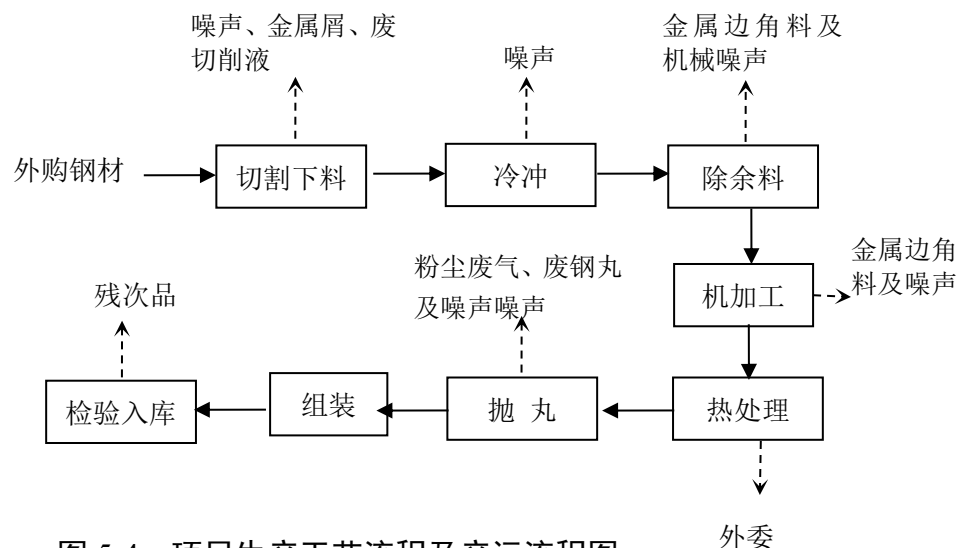 噪声、金属屑、废
切削液
噪声
金属边角料及
机械噪声
外购钢材
切割下料
冷冲
除余料
机加工
金属边角
料及噪声
粉尘废气、废钢丸
及噪声噪声
残次品
检验入库
组装
抛 丸
热处理
外委